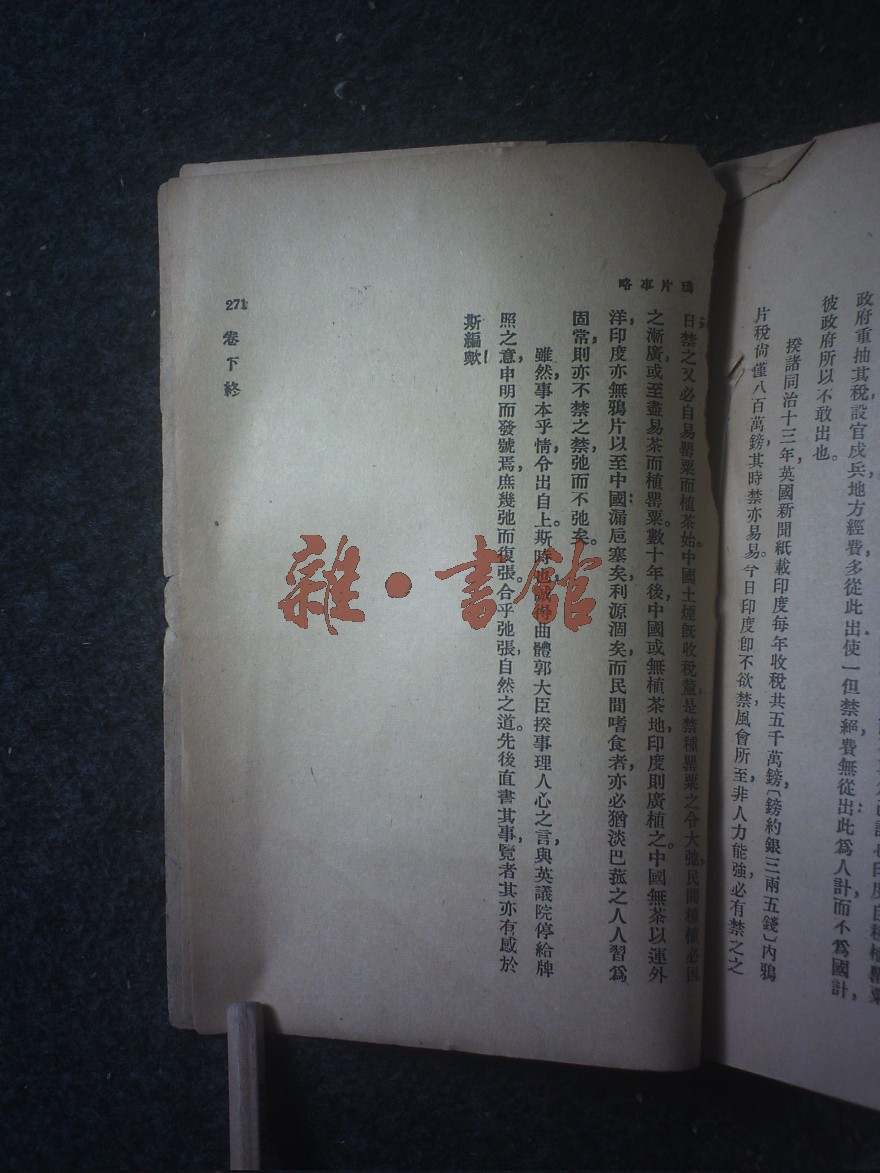 政府重抽其稅設官戍兵地方經費多從此出使一但禁絕費無從出此爲人計而不爲國計，
彼政府所以不敢出也。
揆諸同治十三年，英國新聞紙載印度每年收稅共五千萬鎊，〔鎊約銀三兩五錢〕內鴉
片稅尙僅八百萬鎊，其時禁亦易易。今日印度卽不欲禁，風會所至，非人力能強，必有禁之之
鴉片事略
日禁之又必自易罌粟而植茶始。中國土煙旣收稅，是禁種罌粟之令大弛，民間種植必因
之漸廣，或至盡易茶而植罌粟。數十年後，中國或無植茶地，印度則廣植之。中國無茶以運外
洋，印度亦無鴉片以至中國：漏巵塞矣，利源涸矣，而民間嗜食者，亦必猶淡巴菰之人人習爲
固常，則亦不禁之禁，弛而不弛矣。
雖然，事本乎情，令出自上。斯時也，誠得曲體郭大臣揆事理人心之言，與英議院停給牌
照之意，申明而發號焉，庶幾弛而復張。合乎弛張自然之道。先後直書其事，覽者其亦有感於
斯編歟！
271
卷下終
雜·書館